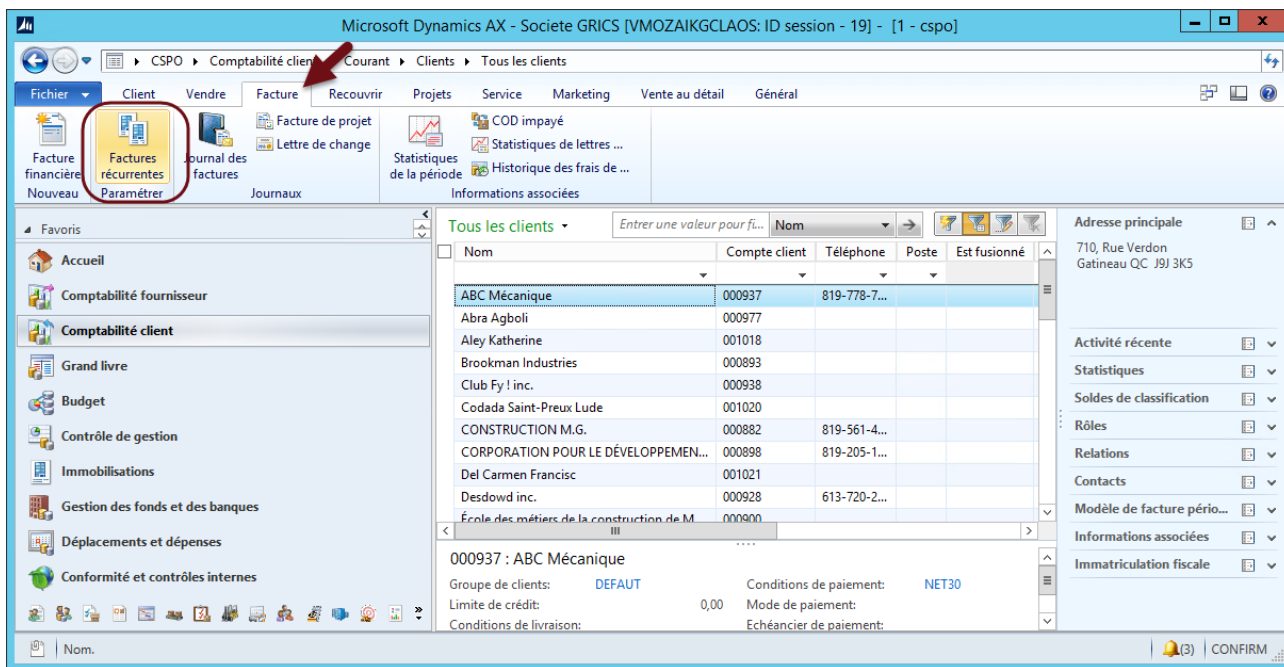 Microsoft Dynamics AX - Societe GRICS [VMOZAIKGCLAOS: ID session - 19] - [1 - cspo]
CSPO Comptabilité clien Courant Clients Tous les clients
Fichier Client Vendre Facture Recouvrir Projets Service Marketing Vente au détail Général
Facture financière
Factures récurrentes
Journal des factures
Facture de projet
Lettre de change
Statistiques de la période
COD impayé
Statistiques de lettres ...
Historique des frais de ...
Nouveau Paramétrer Journaux Informations associées
Favoris
Accueil
Comptabilité fournisseur
Comptabilité client
Grand livre
Budget
Contrôle de gestion
Immobilisations
Gestion des fonds et des banques
Déplacements et dépenses
Conformité et contrôles internes
Tous les clients Entrer une valeur pour fi... Nom
Nom Compte client Téléphone Poste Est fusionné
ABC Mécanique 000937 819-778-7...
Abra Agboli 000977
Aley Katherine 001018
Brookman Industries 000893
Club Fy ! inc. 000938
Codada Saint-Preux Lude 001020
CONSTRUCTION M.G. 000882 819-561-4...
CORPORATION POUR LE DÉVELOPPEMEN... 000898 819-205-1...
Del Carmen Francisc 001021
Desdowd inc. 000928 613-720-2...
École des métiers de la construction de M 000900
000937 : ABC Mécanique
Groupe de clients: DEFAUT Conditions de paiement: NET30
Limite de crédit: 0,00 Mode de paiement:
Conditions de livraison: Echéancier de paiement:
Adresse principale
710, Rue Verdon
Gatineau QC J9J 3K5
Activité récente
Statistiques
Soldes de classification
Rôles
Relations
Contacts
Modèle de facture pério...
Informations associées
Immatriculation fiscale
Nom. (3) CONFIRM